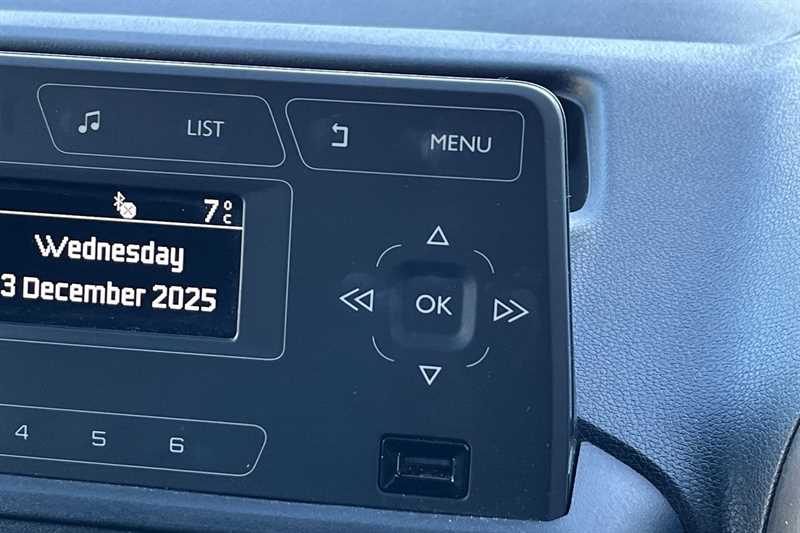 LIST
MENU
7°C
Wednesday
3 December 2025
OK
4 5 6